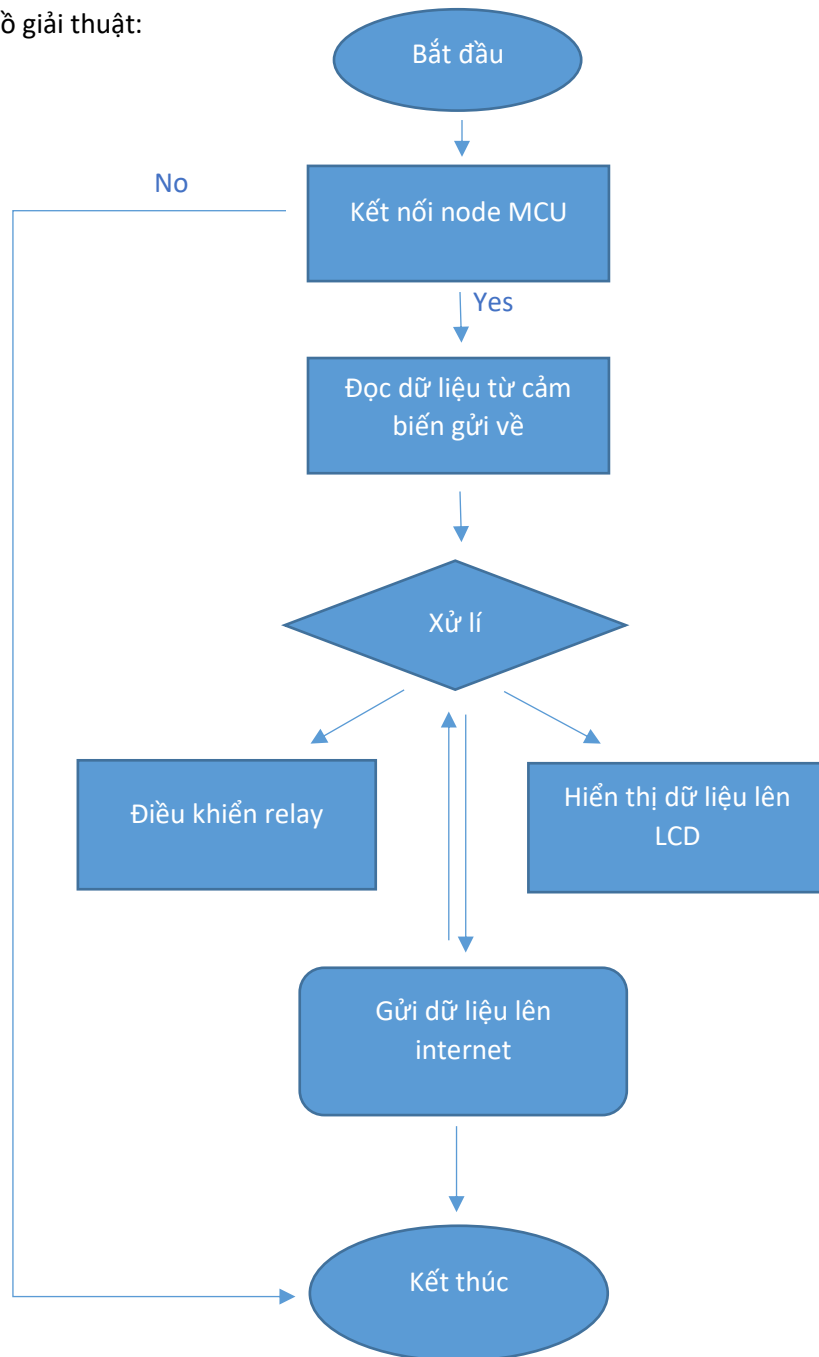 ồ giải thuật:
Bắt đầu
No
Kết nối node MCU
Yes
Đọc dữ liệu từ cảm
biến gửi về
Xử lí
Điều khiển relay
Hiển thị dữ liệu lên
LCD
Gửi dữ liệu lên
internet
Kết thúc